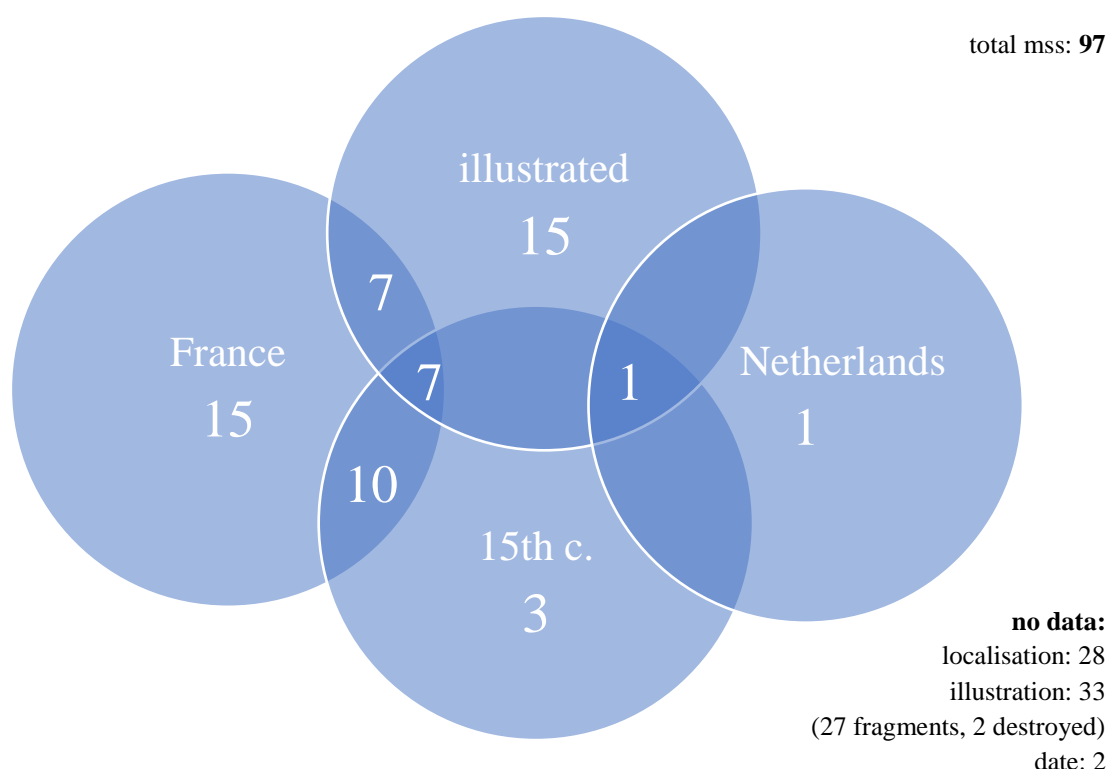 total mss: 97
illustrated
15
7
France
15
7
1
Netherlands
1
10
15th c.
3
no data:
localisation: 28
illustration: 33
(27 fragments, 2 destroyed)
date: 2